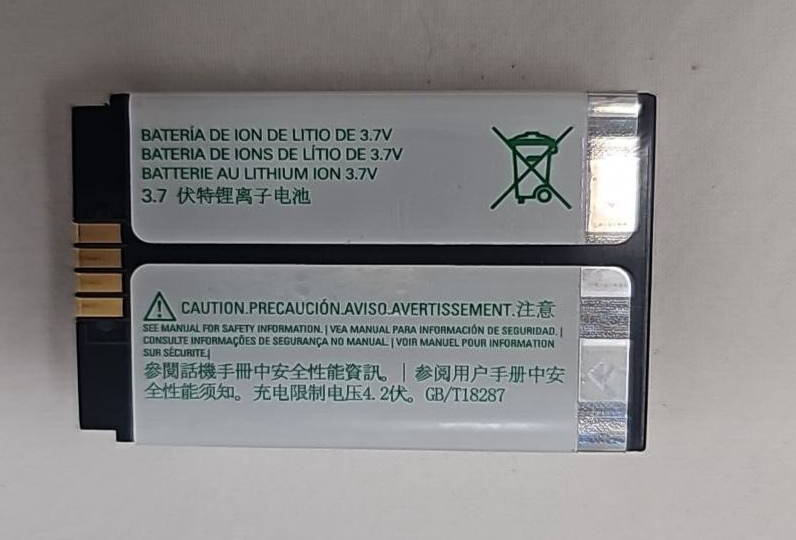 BATERÍA DE ION DE LITIO DE 3.7V
BATERIA DE IONS DE LÍTIO DE 3.7V
BATTERIE AU LITHIUM ION 3.7V
3.7 伏特锂离子电池
CAUTION.PRECAUCIÓN.AVISO.AVERTISSEMENT.注意
SEE MANUAL FOR SAFETY INFORMATION. | VEA MANUAL PARA INFORMACIÓN DE SEGURIDAD. |
CONSULTE INFORMAÇÕES DE SEGURANÇA NO MANUAL. | VOIR MANUEL POUR INFORMATION
SUR SÉCURITE.|
參閱話機手冊中安全性能資訊。| 参阅用户手册中安
全性能须知。充电限制电压4.2伏。GB/T18287